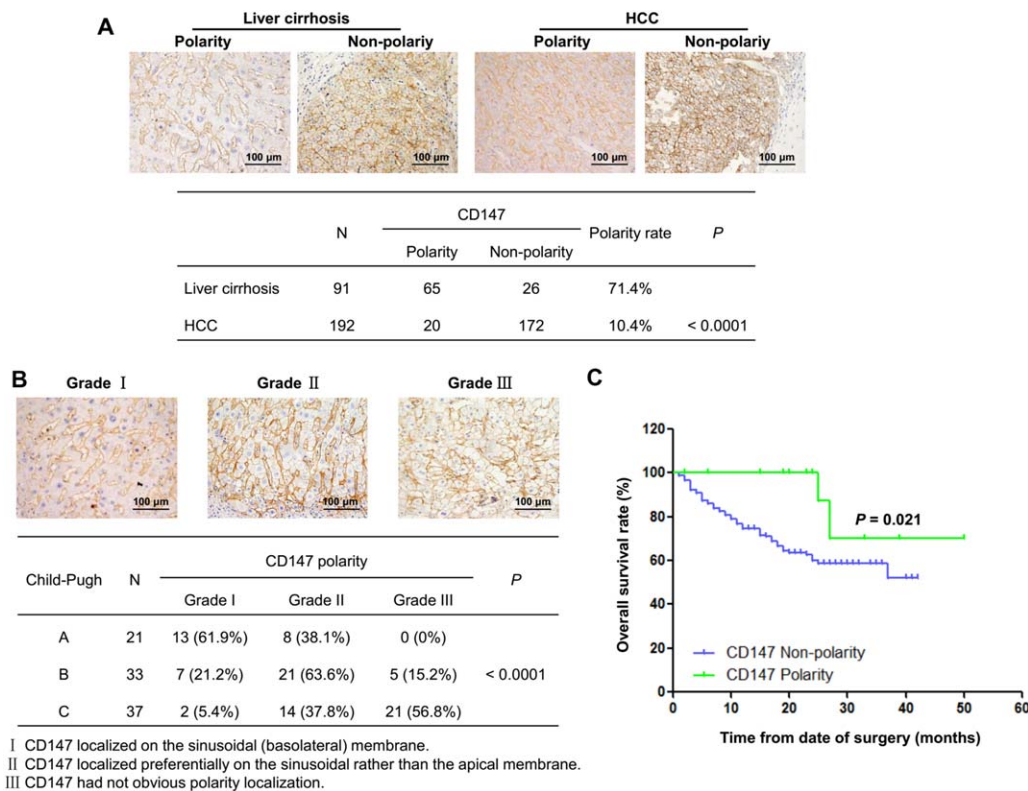 A
Liver cirrhosis HCC
Polarity Non-polariy Polarity Non-polarity
100 µm 100 µm 100 µm 100 µm
CD147
N Polarity rate P
Polarity Non-polarity
Liver cirrhosis 91 65 26 71.4%
HCC 192 20 172 10.4% < 0.0001
B
Grade Ⅰ Grade Ⅱ Grade Ⅲ
100 µm 100 µm 100 µm
CD147 polarity
Child-Pugh N P
Grade I Grade II Grade III
A 21 13 (61.9%) 8 (38.1%) 0 (0%)
B 33 7 (21.2%) 21 (63.6%) 5 (15.2%) < 0.0001
C 37 2 (5.4%) 14 (37.8%) 21 (56.8%)
Ⅰ CD147 localized on the sinusoidal (basolateral) membrane.
Ⅱ CD147 localized preferentially on the sinusoidal rather than the apical membrane.
Ⅲ CD147 had not obvious polarity localization.
C
Overall survival rate (%)
120
100
80
60
40
20
0
P = 0.021
CD147 Non-polarity
CD147 Polarity
0 10 20 30 40 50 60
Time from date of surgery (months)